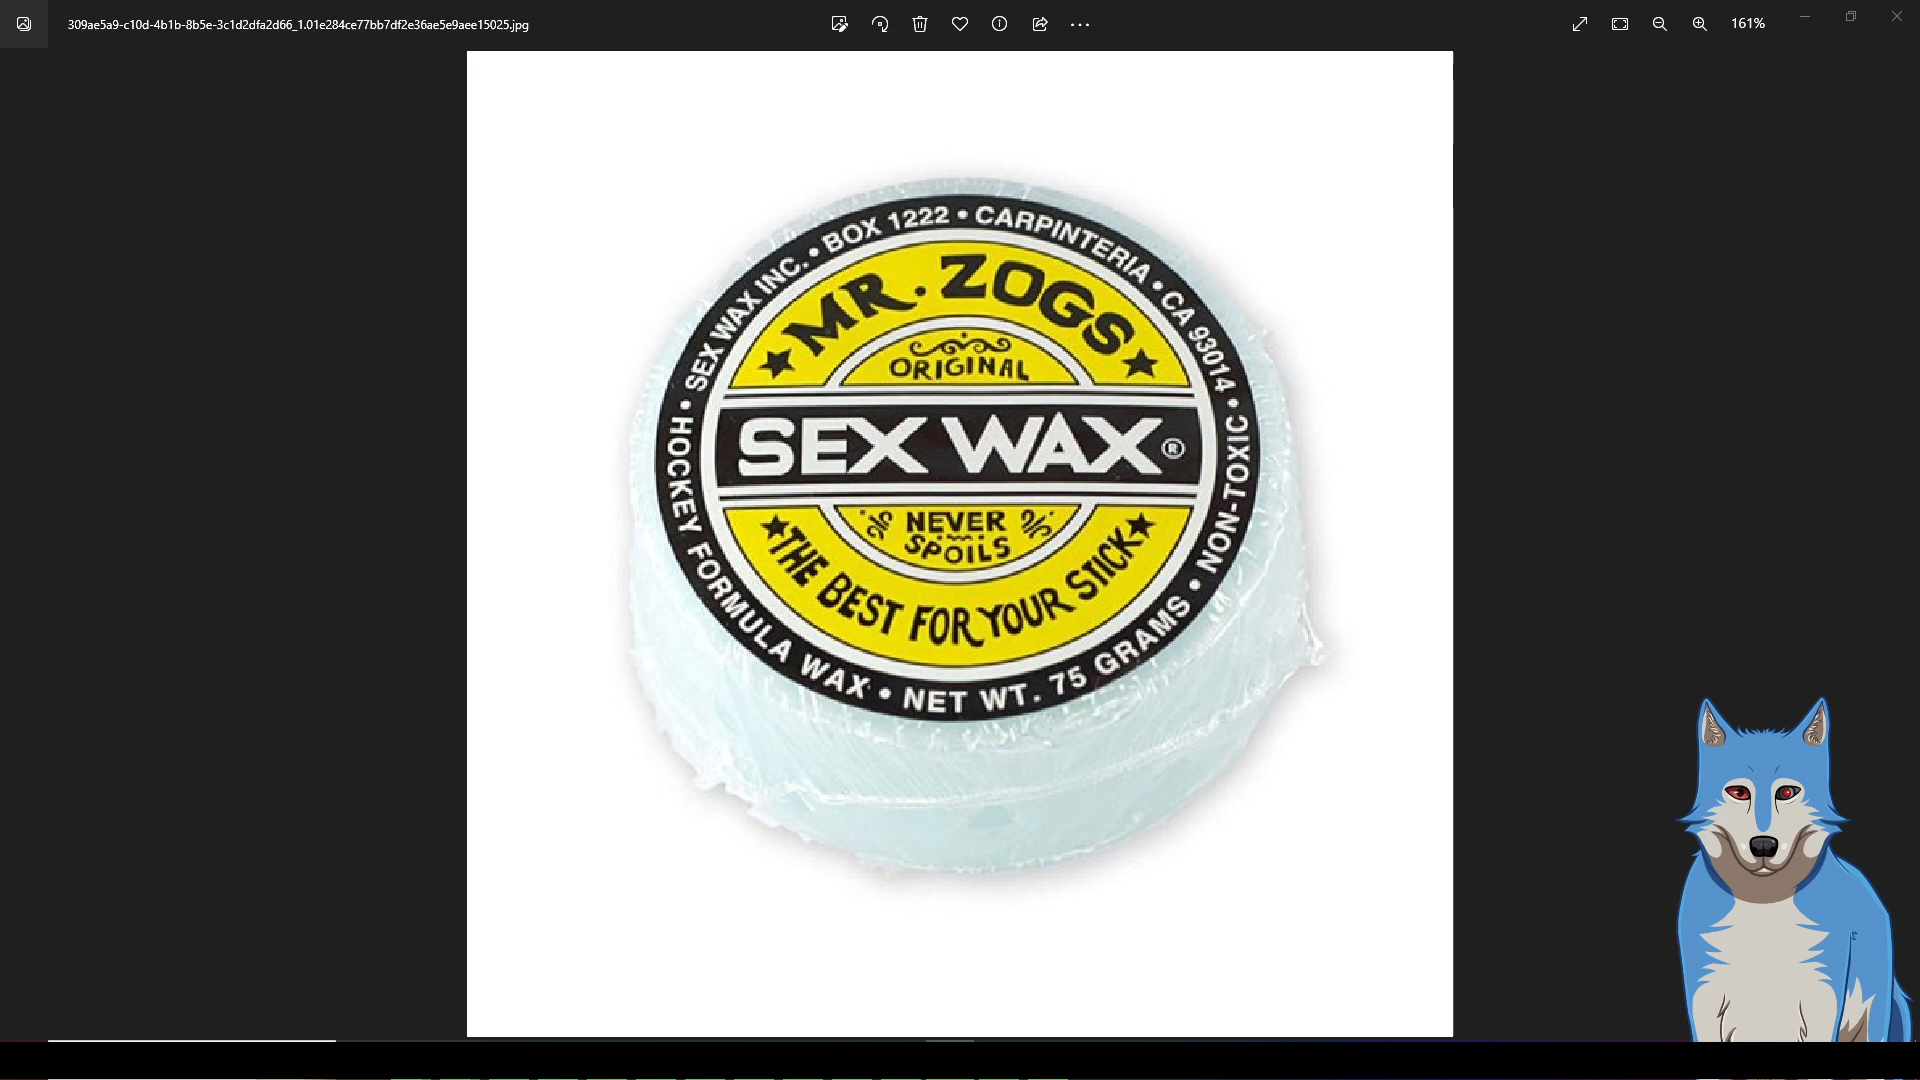 309ae5a9-c10d-4b1b-8b5e-3c1d2dfa2d66_1.01e284ce77bb7df2e36ae5e9aee15025.jpg
161%
• SEX WAX INC. • BOX 1222 • CARPINTERIA • CA 93014 • NON-TOXIC
MR. ZOGS
ORIGINAL
SEX WAX®
NEVER
SPOILS
THE BEST FOR YOUR STICK
HOCKEY FORMULA WAX • NET WT. 75 GRAMS •